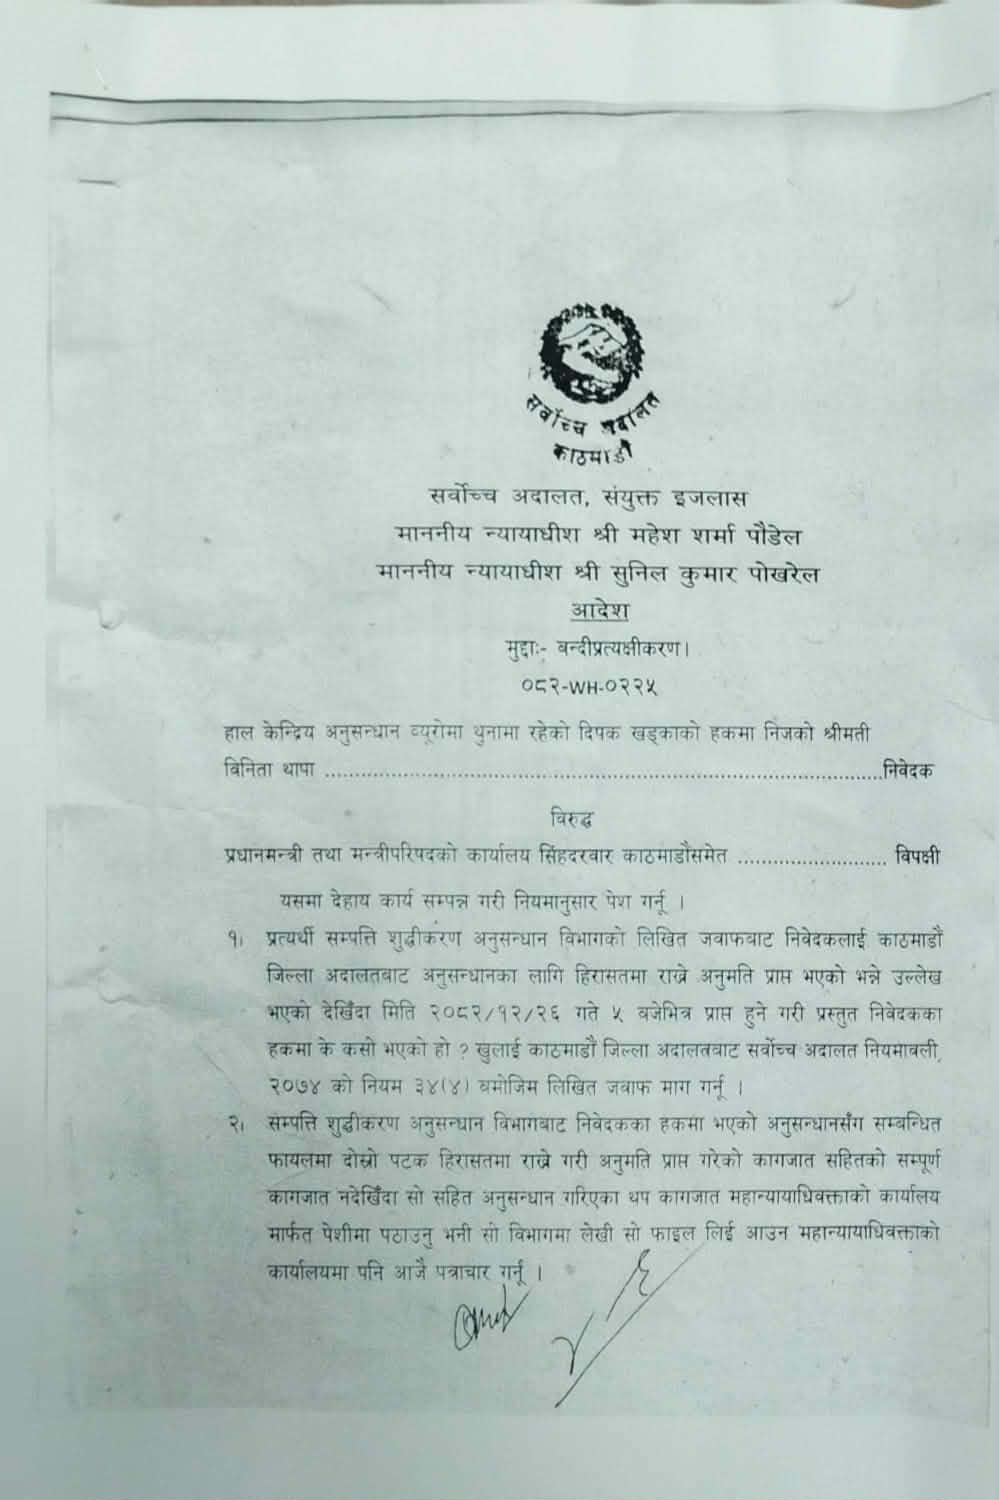 सर्वोच्च अदालत
काठमाडौं
सर्वोच्च अदालत, संयुक्त इजलास
माननीय न्यायाधीश श्री महेश शर्मा पौडेल
माननीय न्यायाधीश श्री सुनिल कुमार पोखरेल
आदेश
मुद्दाः- बन्दीप्रत्यक्षीकरण।
०८२-WH-०२२५
हाल केन्द्रिय अनुसन्धान ब्यूरोमा थुनामा रहेको दिपक खड्काको हकमा निजको श्रीमती
बिनिता थापा ............................................................................................निवेदक
विरुद्ध
प्रधानमन्त्री तथा मन्त्रीपरिषदको कार्यालय सिंहदरवार काठमाडौंसमेत ......................... विपक्षी
यसमा देहाय कार्य सम्पन्न गरी नियमानुसार पेश गर्नू ।
१। प्रत्यर्थी सम्पत्ति शुद्धीकरण अनुसन्धान विभागको लिखित जवाफबाट निवेदकलाई काठमाडौं
जिल्ला अदालतबाट अनुसन्धानका लागि हिरासतमा राख्ने अनुमति प्राप्त भएको भन्ने उल्लेख
भएको देखिँदा मिति २०८२/१२/२६ गते ५ बजेभित्र प्राप्त हुने गरी प्रस्तुत निवेदकका
हकमा के कसो भएको हो ? खुलाई काठमाडौं जिल्ला अदालतबाट सर्वोच्च अदालत नियमावली,
२०७४ को नियम ३४(४) बमोजिम लिखित जवाफ माग गर्नू ।
२। सम्पत्ति शुद्धीकरण अनुसन्धान विभागबाट निवेदकका हकमा भएको अनुसन्धानसँग सम्बन्धित
फायलमा दोस्रो पटक हिरासतमा राख्ने गरी अनुमति प्राप्त गरेको कागजात सहितको सम्पूर्ण
कागजात नदेखिँदा सो सहित अनुसन्धान गरिएका थप कागजात महान्यायाधिवक्ताको कार्यालय
मार्फत पेशीमा पठाउनु भनी सो विभागमा लेखी सो फाइल लिई आउन महान्यायाधिवक्ताको
कार्यालयमा पनि आजै पत्राचार गर्नू ।